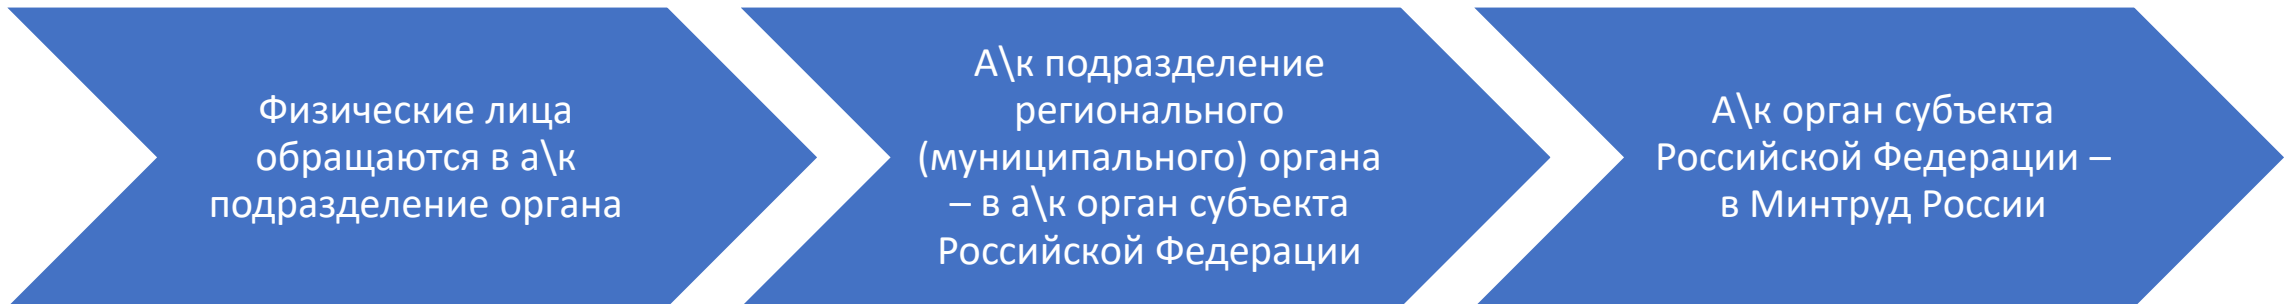 Физические лица
обращаются в а\к
подразделение органа
А\к подразделение
регионального
(муниципального) органа
– в а\к орган субъекта
Российской Федерации
А\к орган субъекта
Российской Федерации –
в Минтруд России